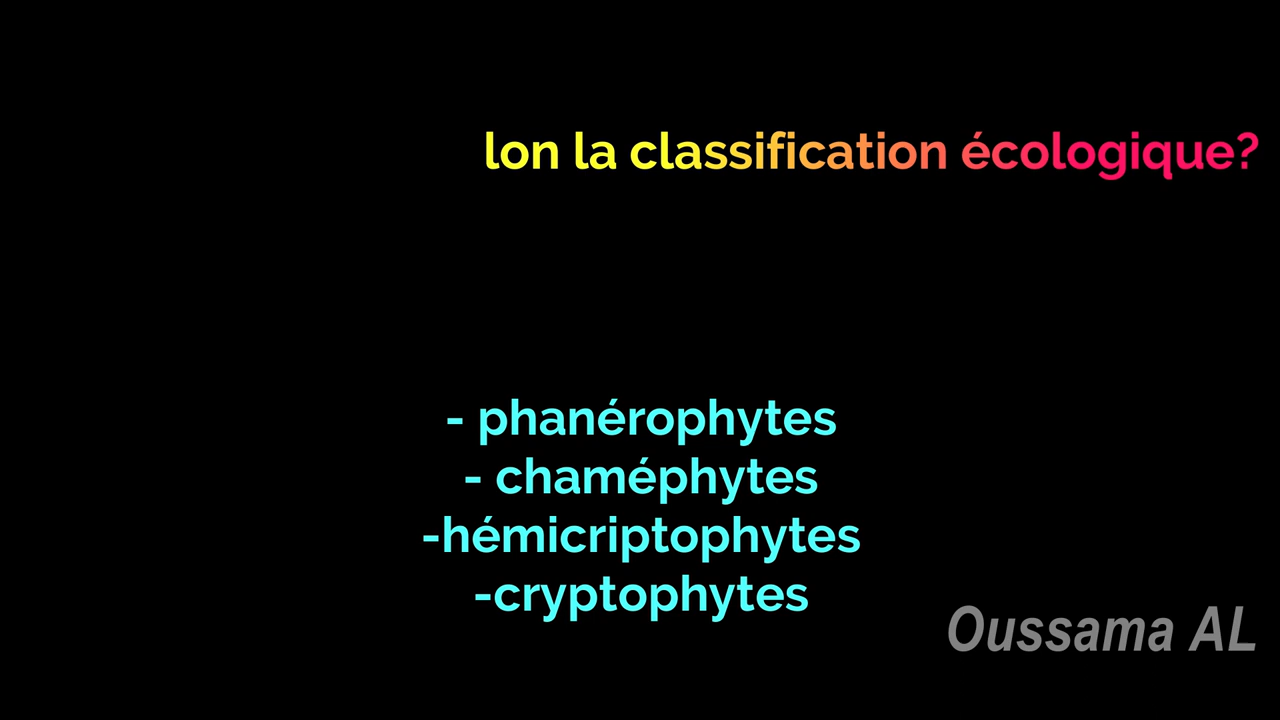 lon la classification écologique?
- phanérophytes
- chaméphytes
-hémicriptophytes
-cryptophytes
Oussama AL